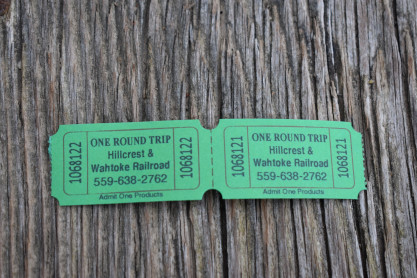 1068122
ONE ROUND TRIP
Hillcrest &
Wahtoke Railroad
559-638-2762
1068122
Admit One Products
1068121
ONE ROUND TRIP
Hillcrest &
Wahtoke Railroad
559-638-2762
1068121
Admit One Products